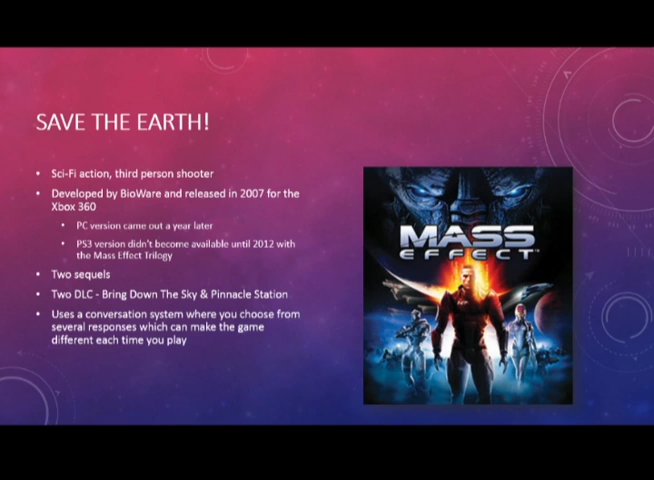 SAVE THE EARTH!
• Sci-Fi action, third person shooter
• Developed by BioWare and released in 2007 for the
Xbox 360
• PC version came out a year later
• PS3 version didn't become available until 2012 with
the Mass Effect Trilogy
• Two sequels
• Two DLC - Bring Down The Sky & Pinnacle Station
• Uses a conversation system where you choose from
several responses which can make the game
different each time you play
MASS
EFFECT™